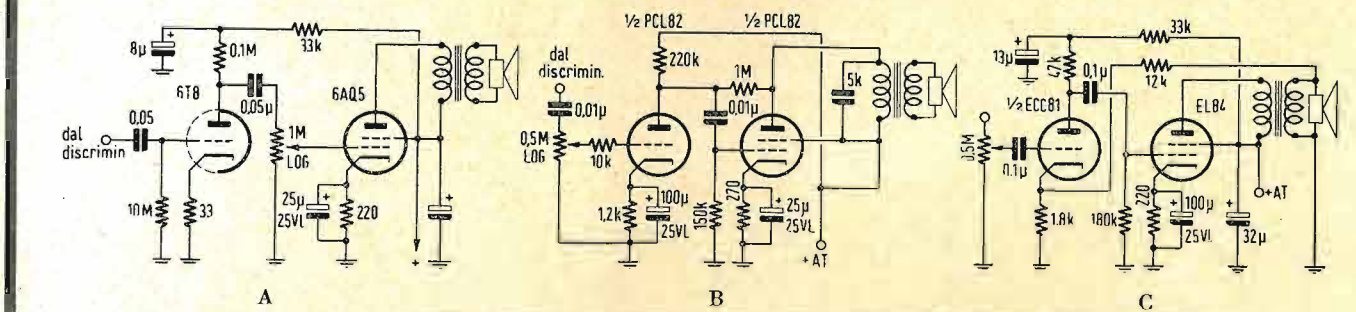 8µ
+
0.1M
33k
6T8
0.05µ
6AQ5
0.05
dal
discrimin
1M
LOG
10M
33
25µ
25VL
+
220
+
+
A
½ PCL82
½ PCL82
dal
discrimin.
220k
1M
0,01µ
0,01µ
5k
0,5M
LOG
10k
1,2k
+
100µ
25VL
150k
270
+
25µ
25VL
+AT
B
13µ
+
47k
33k
12k
0,1µ
½ ECC81
EL84
0.5M
0.1µ
1.8k
180k
220
+
100µ
25VL
+
32µ
+AT
C